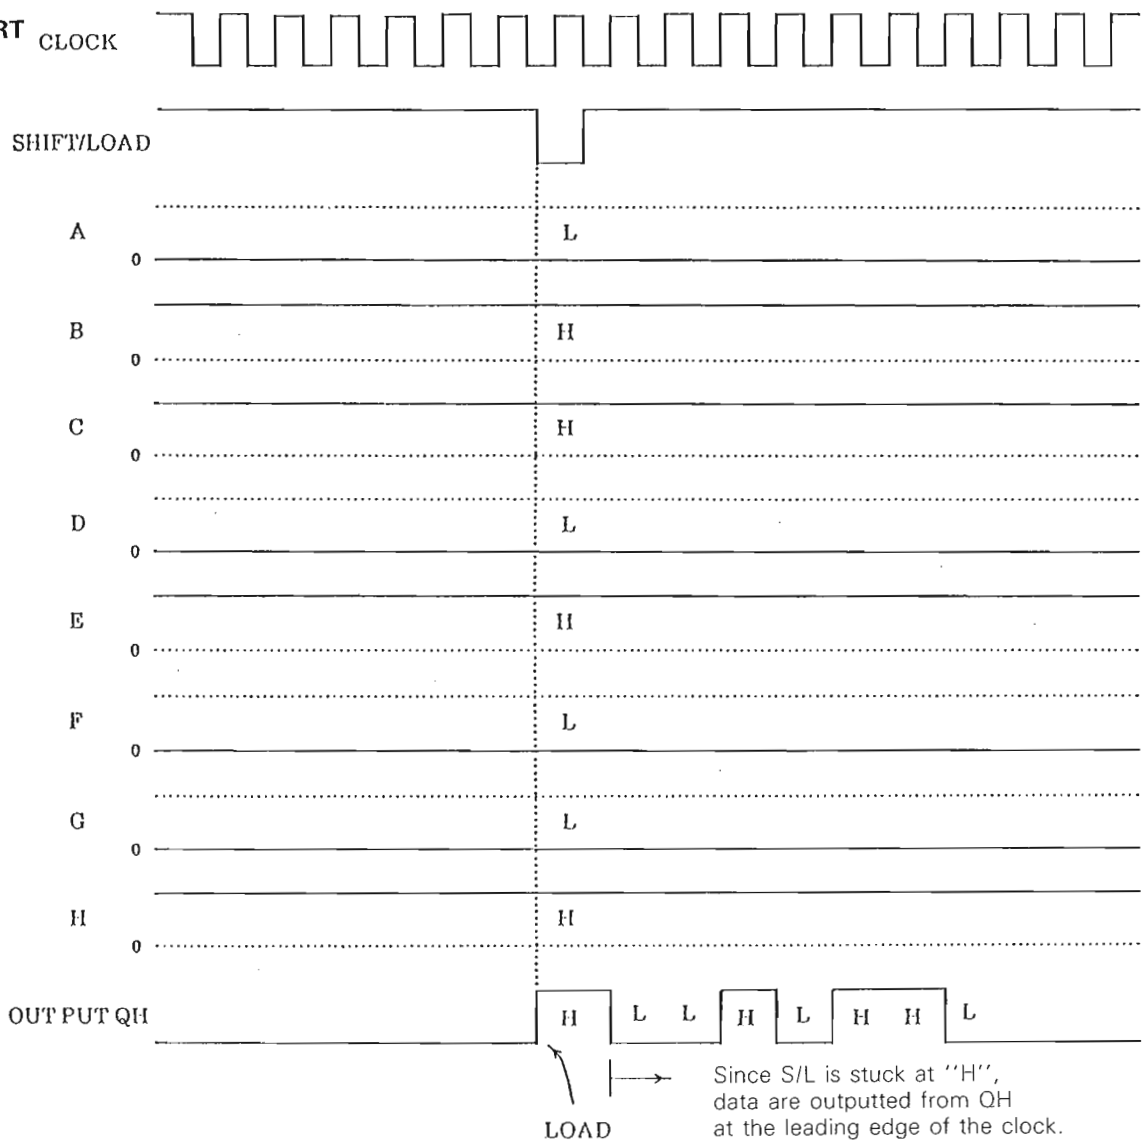 RT CLOCK
SHIFT/LOAD
A L
0
B H
0
C H
0
D L
0
E H
0
F L
0
G L
0
H H
0
OUT PUT QH H L L H L H H L
Since S/L is stuck at ''H'',
data are outputted from QH
at the leading edge of the clock.
LOAD